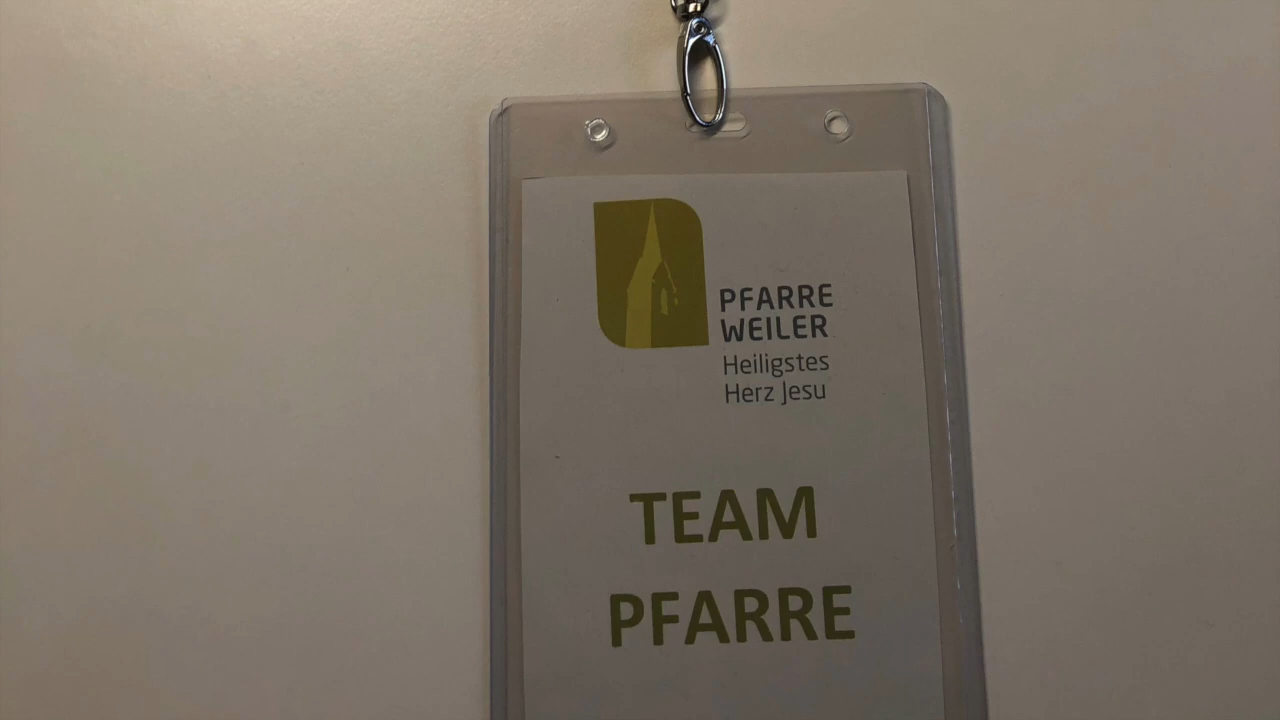 PFARRE
WEILER
Heiligstes
Herz Jesu
TEAM
PFARRE